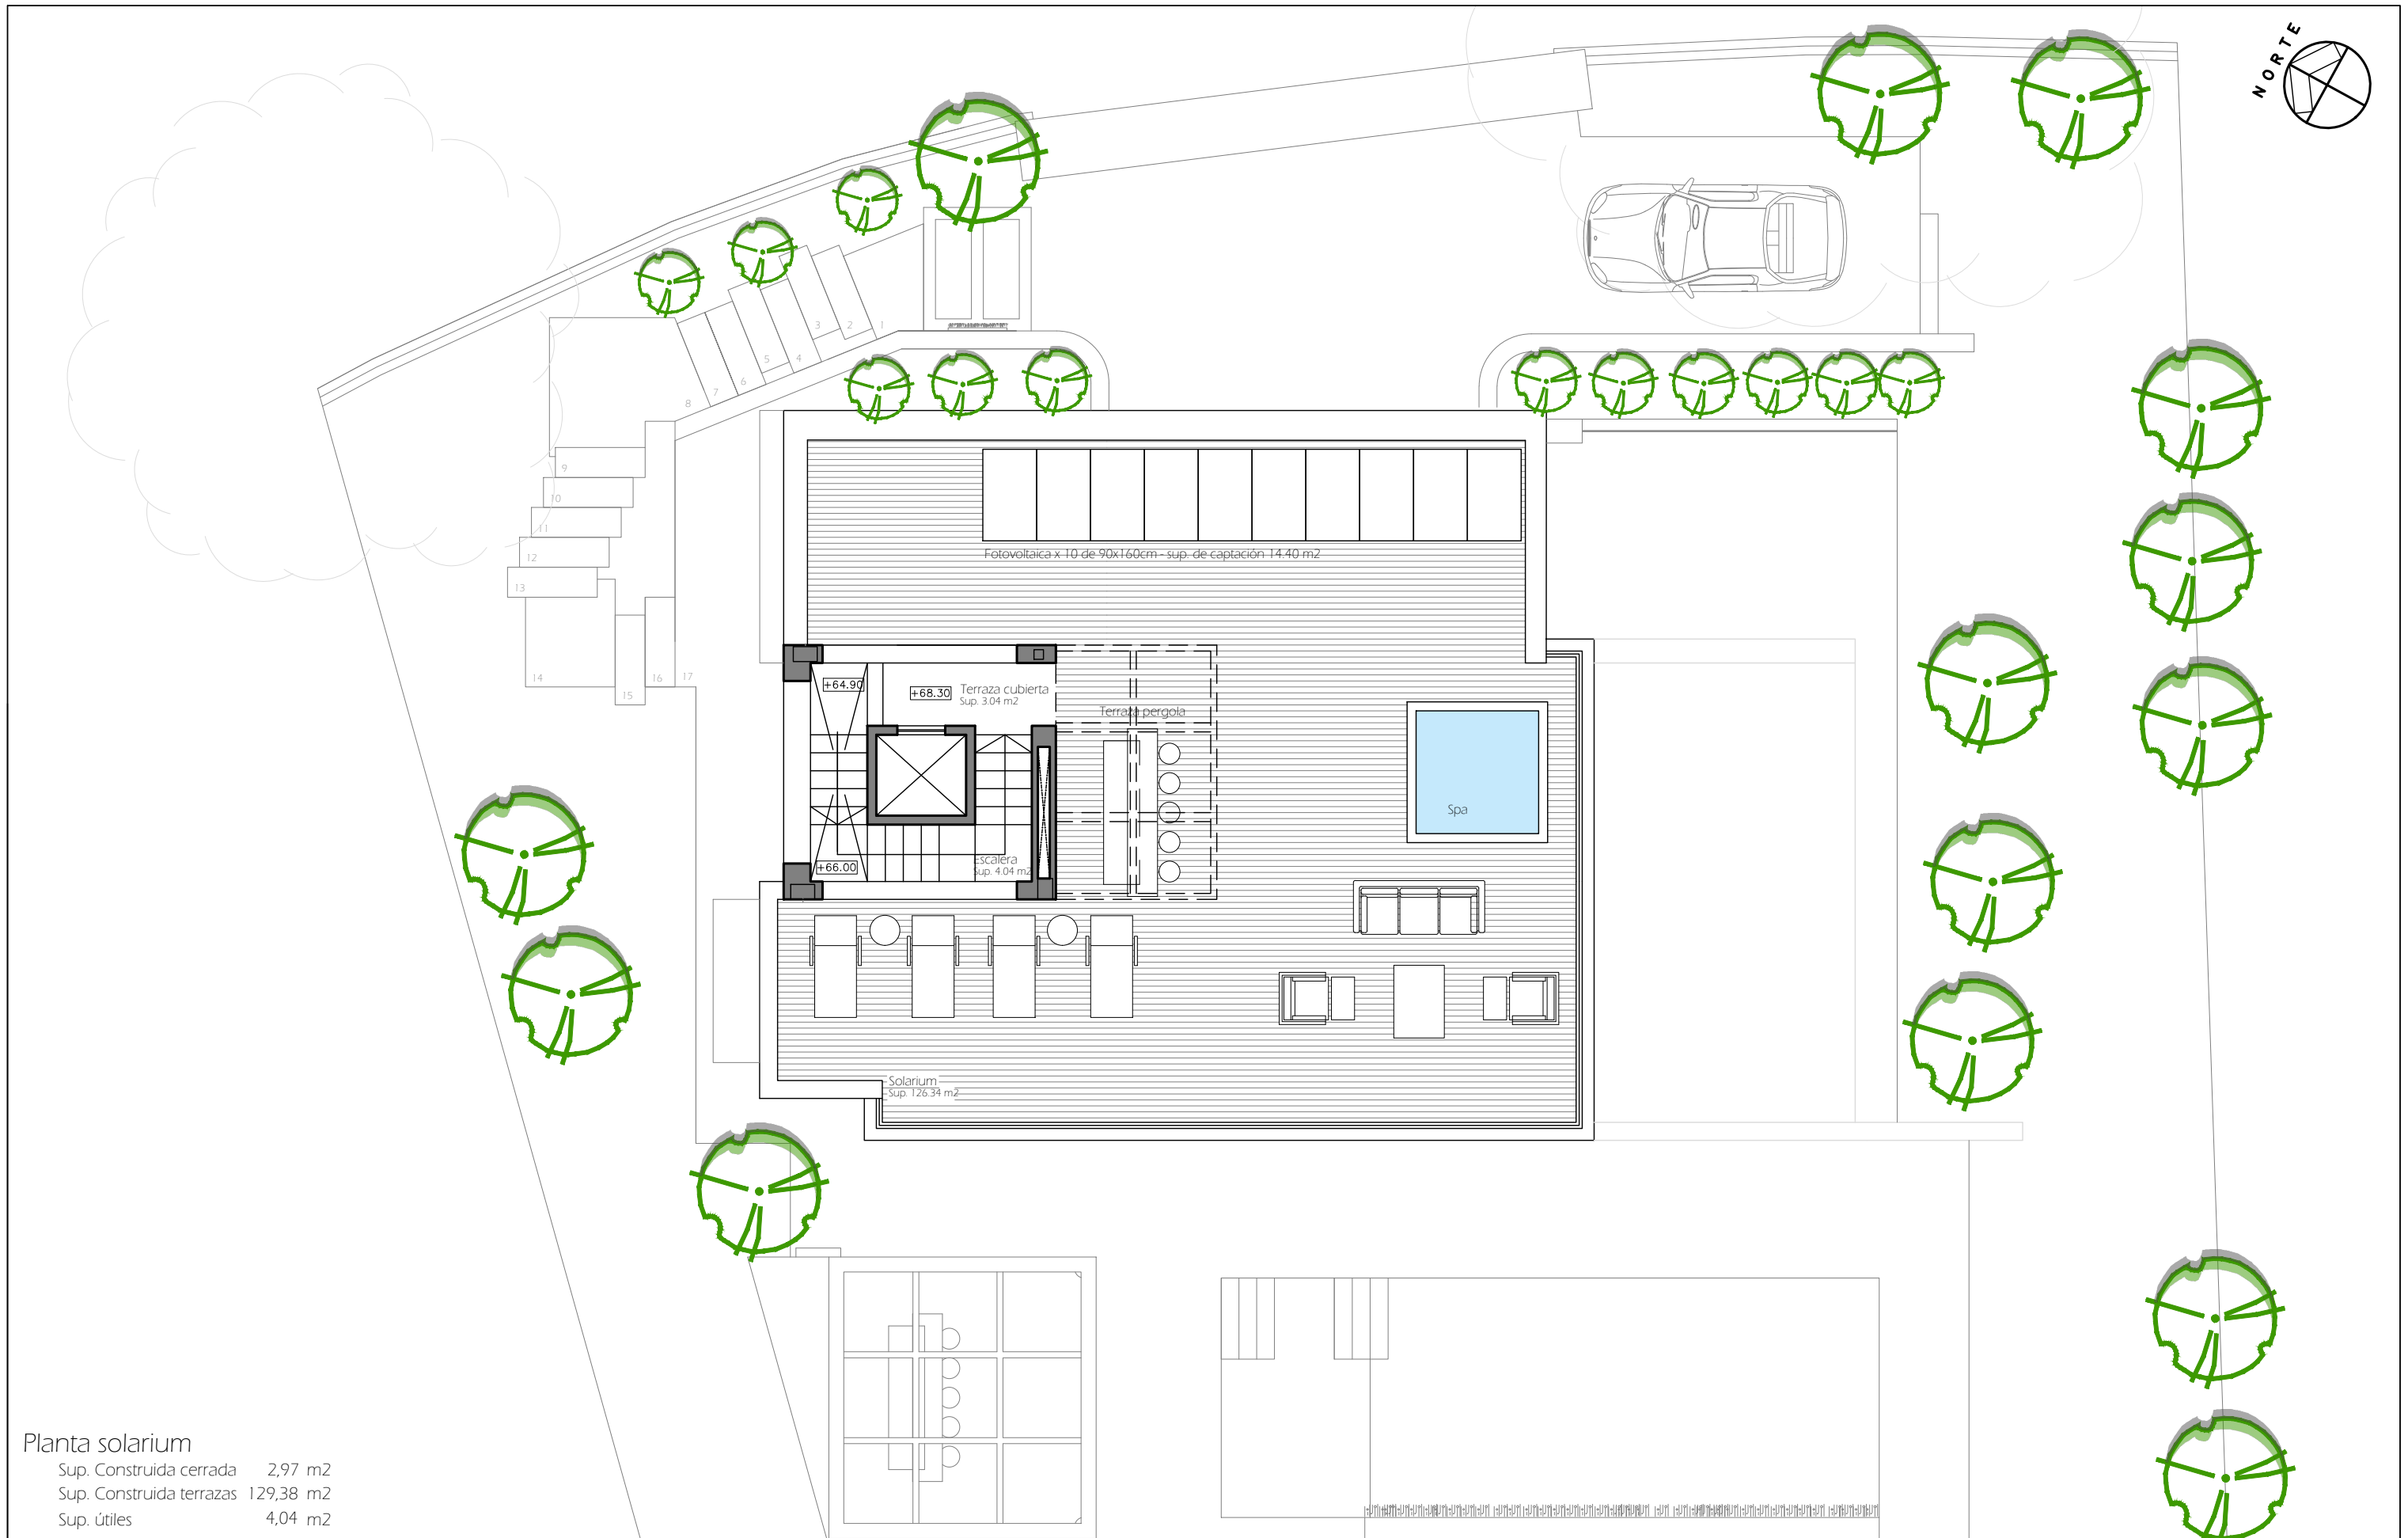 NORTE
1
2
3
4
5
6
7
8
9
10
11
12
13
14
15
16
17
Fotovoltaica x 10 de 90x160cm - sup. de captación 14.40 m2
+64.90
+68.30
Terraza cubierta
Sup. 3.04 m2
Terraza pergola
Spa
Escalera
Sup. 4.04 m2
+66.00
Solarium
Sup. 126.34 m2
Planta solarium
Sup. Construida cerrada 2,97 m2
Sup. Construida terrazas 129,38 m2
Sup. útiles 4,04 m2